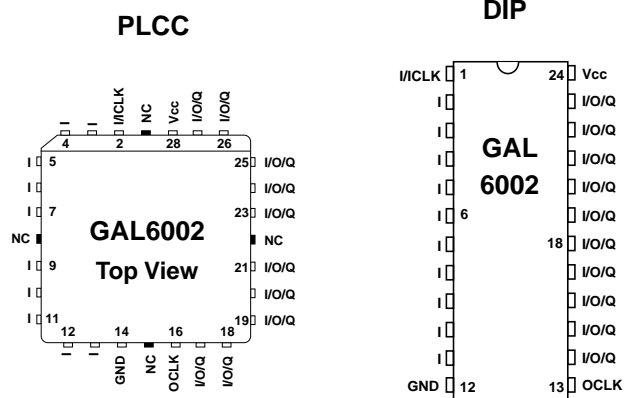 PLCC
I
I
I/ICLK
NC
Vcc
I/O/Q
I/O/Q
4
2
28
26
I 5
25 I/O/Q
I
I/O/Q
I 7
23 I/O/Q
NC
GAL6002
NC
Top View
I 9
21 I/O/Q
I
I/O/Q
I 11
19 I/O/Q
12
14
16
18
I
I
GND
NC
OCLK
I/O/Q
I/O/Q
DIP
I/ICLK 1
24 Vcc
I
I/O/Q
I
I/O/Q
I
I/O/Q
GAL
6002
I
I/O/Q
I 6
I/O/Q
I
18 I/O/Q
I
I/O/Q
I
I/O/Q
I
I/O/Q
I
I/O/Q
GND 12
13 OCLK